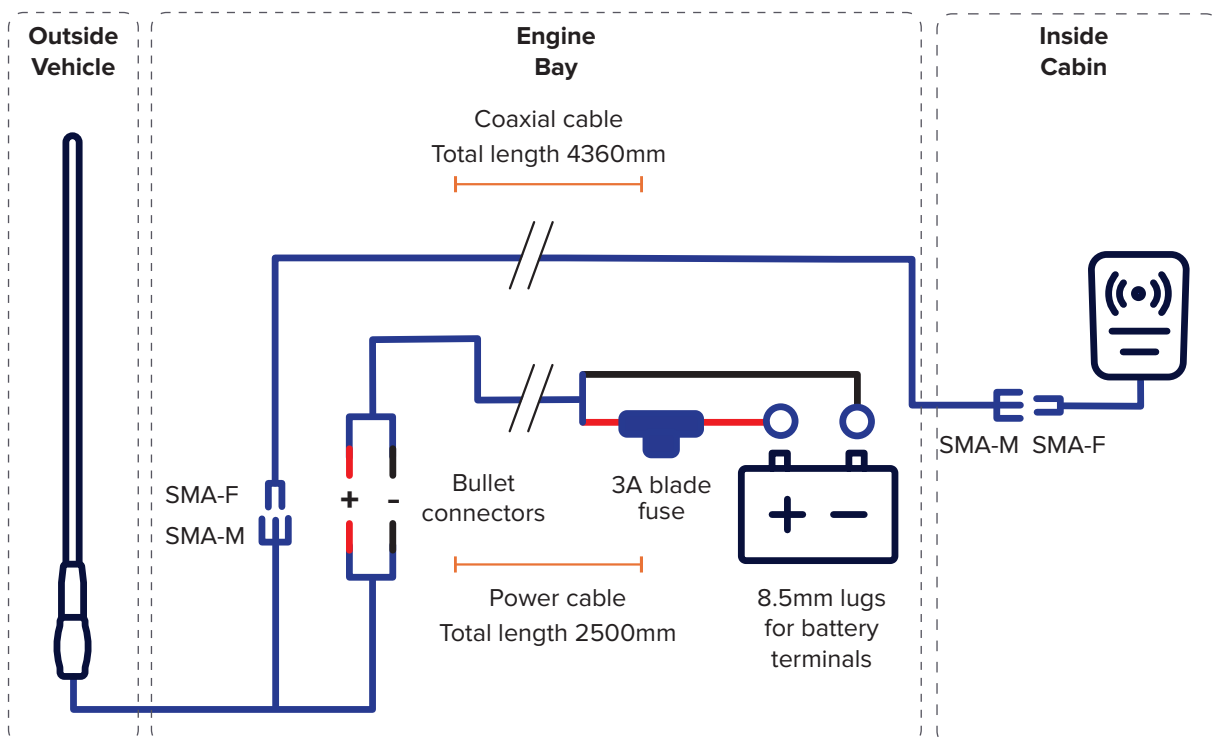 Outside
Vehicle
Engine
Bay
Inside
Cabin
Coaxial cable
Total length 4360mm
SMA-M SMA-F
SMA-F
SMA-M
+ -
Bullet
connectors
3A blade
fuse
+ −
Power cable
Total length 2500mm
8.5mm lugs
for battery
terminals